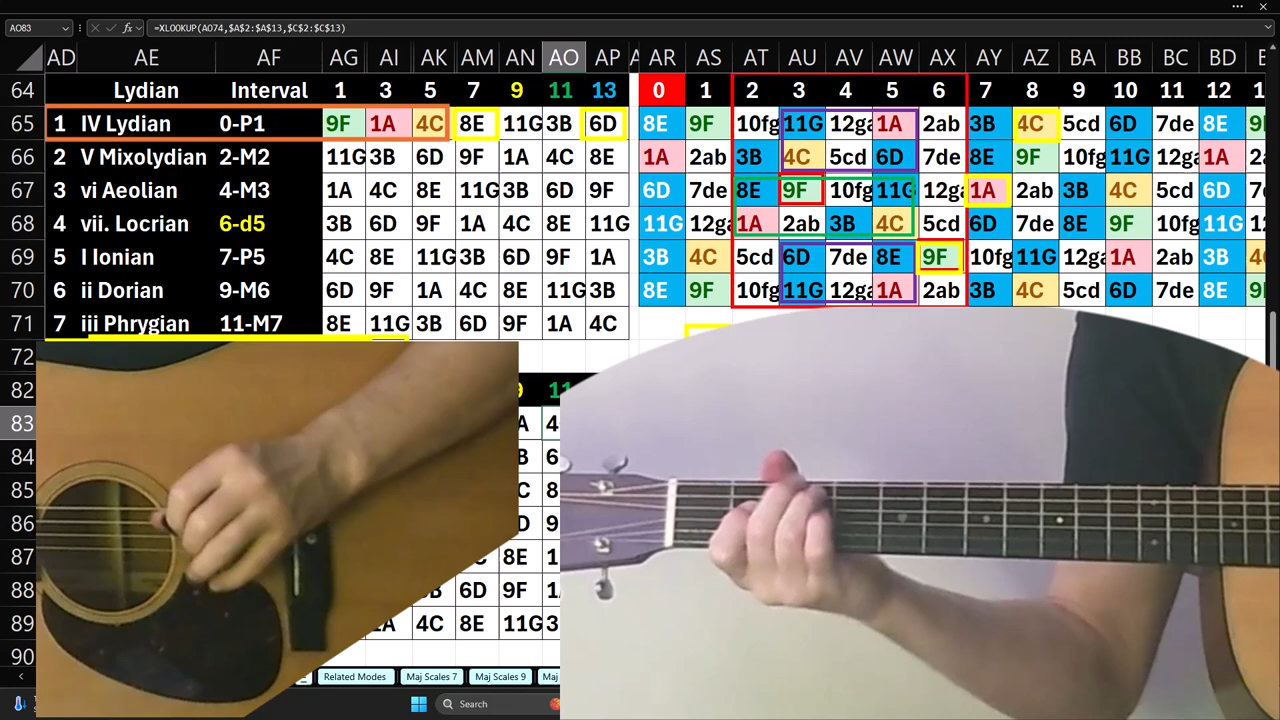 AO83 fx =XLOOKUP(AO74,$A$2:$A$13,$C$2:$C$13)
AD AE AF AG AI AK AM AN AO AP AR AS AT AU AV AW AX AY AZ BA BB BC BD
64 Lydian Interval 1 3 5 7 9 11 13 0 1 2 3 4 5 6 7 8 9 10 11 12
65 1 IV Lydian 0-P1 9F 1A 4C 8E 11G 3B 6D 8E 9F 10fg 11G 12ga 1A 2ab 3B 4C 5cd 6D 7de 8E
66 2 V Mixolydian 2-M2 11G 3B 6D 9F 1A 4C 8E 1A 2ab 3B 4C 5cd 6D 7de 8E 9F 10fg 11G 12ga 1A
67 3 vi Aeolian 4-M3 1A 4C 8E 11G 3B 6D 9F 6D 7de 8E 9F 10fg 11G 12ga 1A 2ab 3B 4C 5cd 6D
68 4 vii. Locrian 6-d5 3B 6D 9F 1A 4C 8E 11G 11G 12ga 1A 2ab 3B 4C 5cd 6D 7de 8E 9F 10fg 11G
69 5 I Ionian 7-P5 4C 8E 11G 3B 6D 9F 1A 3B 4C 5cd 6D 7de 8E 9F 10fg 11G 12ga 1A 2ab 3B
70 6 ii Dorian 9-M6 6D 9F 1A 4C 8E 11G 3B 8E 9F 10fg 11G 12ga 1A 2ab 3B 4C 5cd 6D 7de 8E
71 7 iii Phrygian 11-M7 8E 11G 3B 6D 9F 1A 4C
72
82
83
84
85
86
87 8E
88 6D 9F
89 4C 8E 11G
90
Related Modes Maj Scales 7 Maj Scales 9 Maj
Search